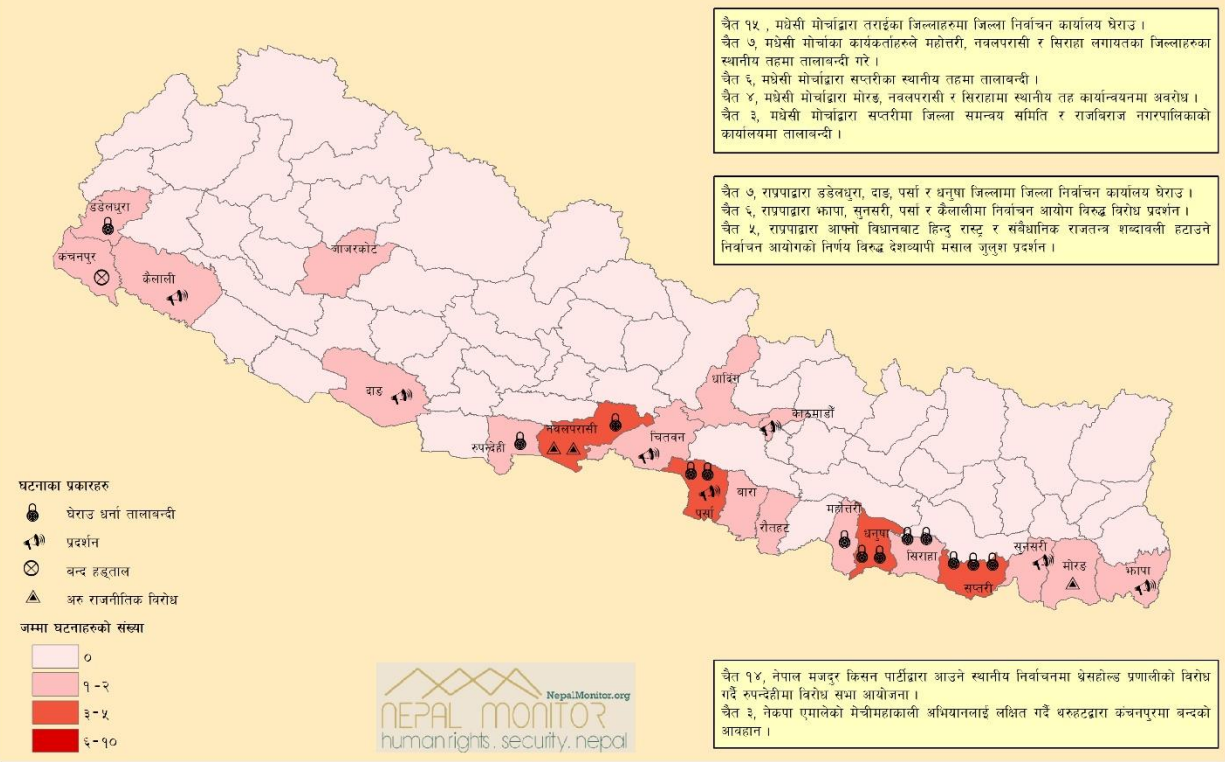 चैत १५ , मधेसी मोर्चाद्वारा तराईका जिल्लाहरुमा जिल्ला निर्वाचन कार्यालय घेराउ ।
चैत ७, मधेसी मोर्चाका कार्यकर्ताहरुले महोत्तरी, नवलपरासी र सिराहा लगायतका जिल्लाहरुका
स्थानीय तहमा तालाबन्दी गरे ।
चैत ६, मधेसी मोर्चाद्वारा सप्तरीका स्थानीय तहमा तालाबन्दी ।
चैत ४, मधेसी मोर्चाद्वारा मोरङ, नवलपरासी र सिराहामा स्थानीय तह कार्यान्वयनमा अवरोध ।
चैत ३, मधेसी मोर्चाद्वारा सप्तरीमा जिल्ला समन्वय समिति र राजबिराज नगरपालिकाको
कार्यालयमा तालाबन्दी ।
चैत ७, राप्रपाद्वारा डडेलधुरा, दाङ, पर्सा र धनुषा जिल्लामा जिल्ला निर्वाचन कार्यालय घेराउ ।
चैत ६, राप्रपाद्वारा झापा, सुनसरी, पर्सा र कैलालीमा निर्वाचन आयोग विरुद्ध विरोध प्रदर्शन ।
चैत ५, राप्रपाद्वारा आफ्नो विधानबाट हिन्दु रास्ट्र र संबैधानिक राजतन्त्र शब्दावली हटाउने
निर्वाचन आयोगको निर्णय विरुद्ध देशव्यापी मसाल जुलुश प्रदर्शन ।
डडेलधुरा
कंचनपुर
कैलाली
जाजरकोट
दाङ
धादिंग
काठमाडौं
रुपन्देही
नवलपरासी
चितवन
पर्सा
बारा
रौतहट
महोत्तरी
धनुषा
सिराहा
सप्तरी
सुनसरी
मोरङ
झापा
घटनाका प्रकारहरु
घेराउ धर्ना तालाबन्दी
प्रदर्शन
बन्द हड्ताल
अरु राजनीतिक विरोध
जम्मा घटनाहरुको संख्या
०
१-२
३-५
६-१०
NepalMonitor.org
NEPAL MONITOR
human rights. security. nepal
चैत १४, नेपाल मजदुर किसन पार्टीद्वारा आउने स्थानीय निर्वाचनमा थ्रेसहोल्ड प्रणालीको विरोध
गर्दै रुपन्देहीमा विरोध सभा आयोजना ।
चैत ३, नेकपा एमालेको मेचीमहाकाली अभियानलाई लक्षित गर्दै थरुहटद्वारा कंचनपुरमा बन्दको
आवहान ।